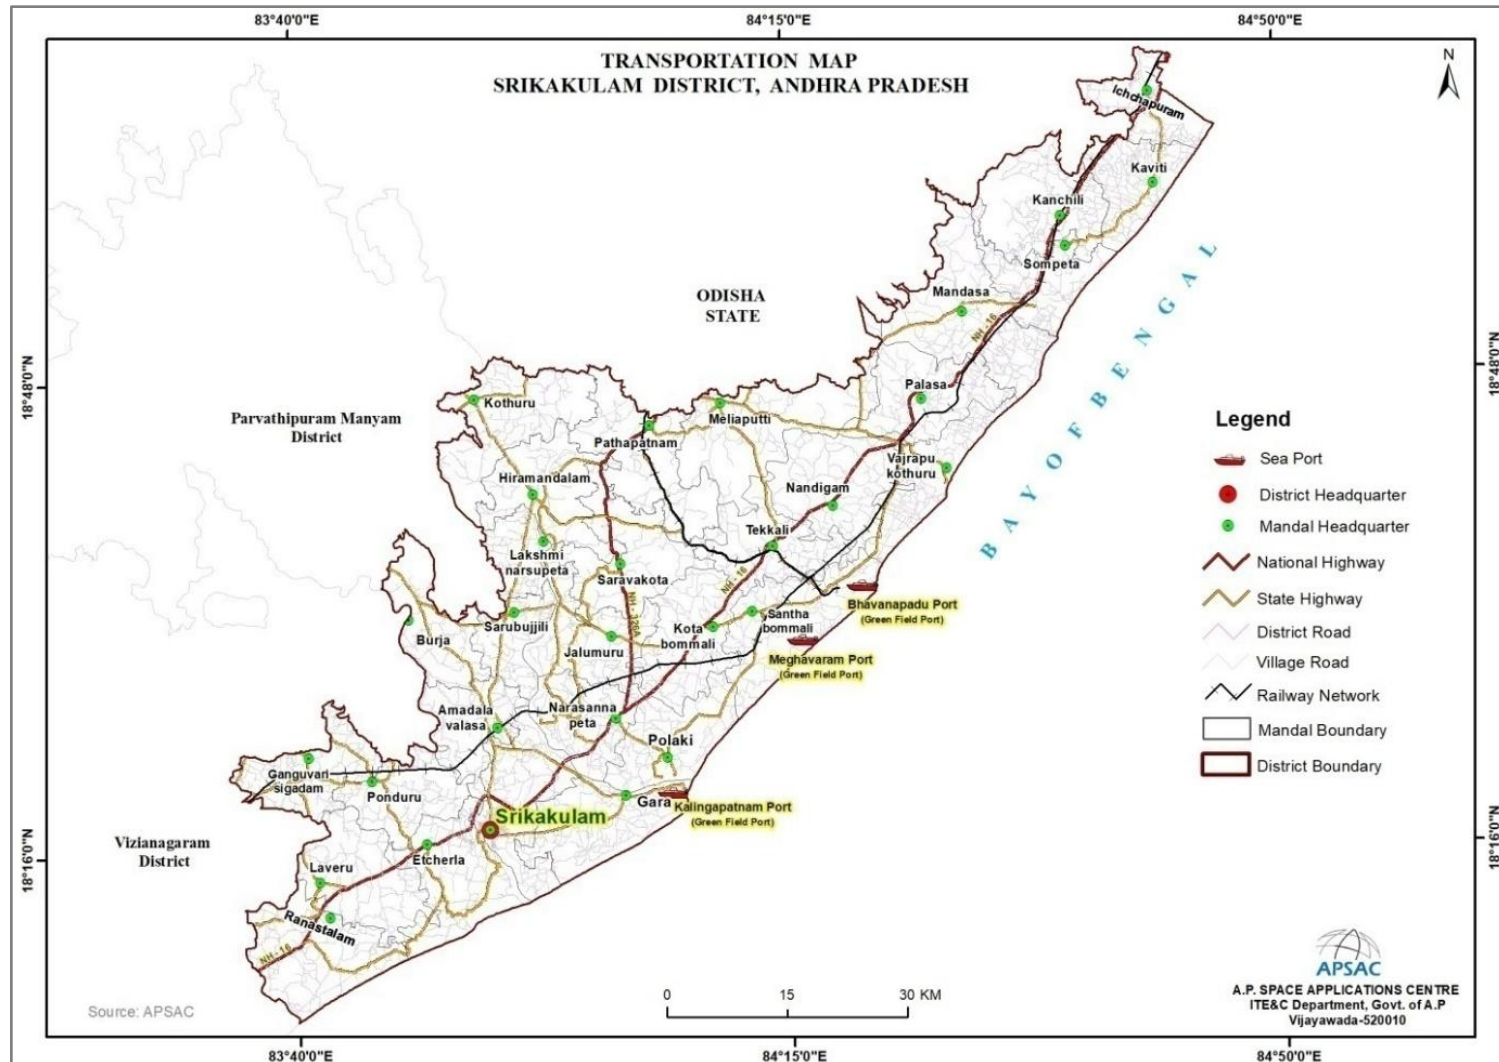 83°40'0"E
84°15'0"E
84°50'0"E
TRANSPORTATION MAP
SRIKAKULAM DISTRICT, ANDHRA PRADESH
N
Ichchapuram
Kaviti
Kanchili
Sompeta
ODISHA
STATE
Mandasa
NH - 16
BAY OF BENGAL
18°48'0"N
18°48'0"N
Palasa
Kothuru
Meliaputti
Parvathipuram Manyam
District
Pathapatnam
Vajrapu
kothuru
Hiramandalam
Nandigam
Tekkali
Lakshmi
narsupeta
Saravakota
NH - 16
NH - 326A
Bhavanapadu Port
(Green Field Port)
Santha
bommali
Sarubujjili
Burja
Kota
bommali
Jalumuru
Meghavaram Port
(Green Field Port)
Amadala
valasa
Narasanna
peta
Polaki
Ganguvari
sigadam
Ponduru
Gara
Kalingapatnam Port
(Green Field Port)
Srikakulam
Vizianagaram
District
Etcherla
18°16'0"N
18°16'0"N
Laveru
Ranastalam
NH - 16
Legend
Sea Port
District Headquarter
Mandal Headquarter
National Highway
State Highway
District Road
Village Road
Railway Network
Mandal Boundary
District Boundary
APSAC
A.P. SPACE APPLICATIONS CENTRE
ITE&C Department, Govt. of A.P
Vijayawada-520010
0 15 30 KM
Source: APSAC
83°40'0"E
84°15'0"E
84°50'0"E